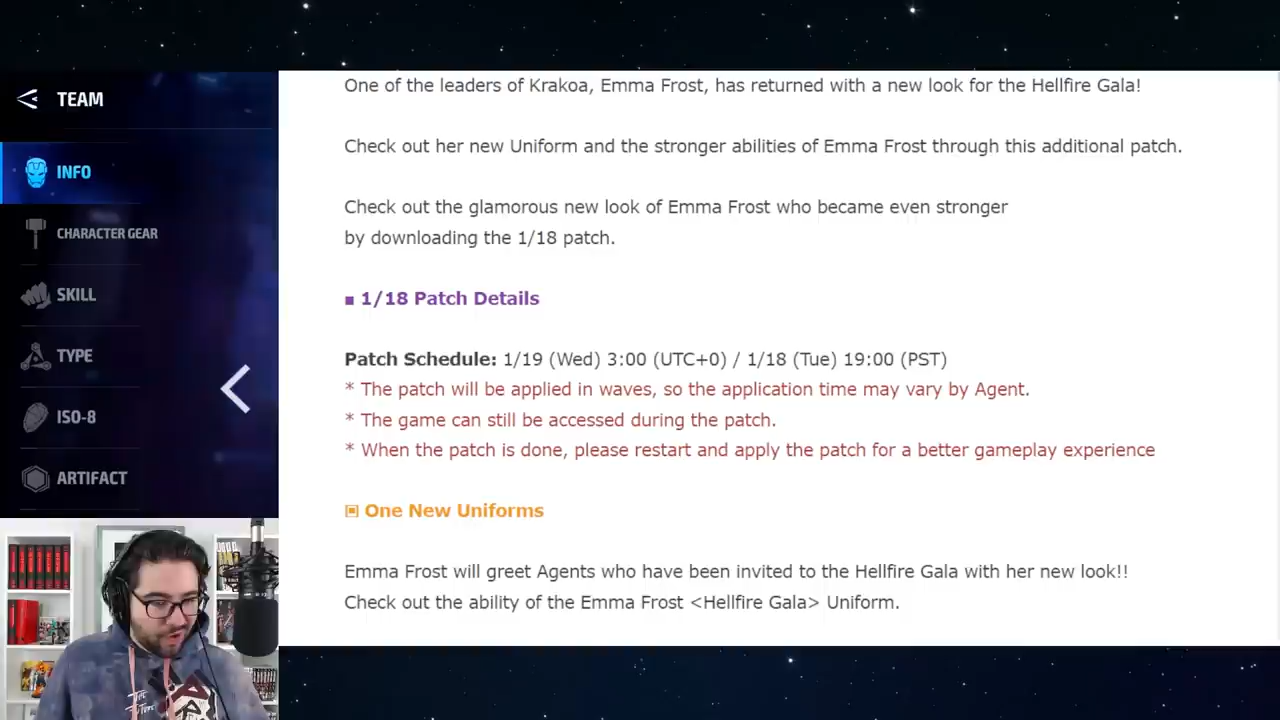 TEAM
INFO
CHARACTER GEAR
SKILL
TYPE
ISO-8
ARTIFACT
One of the leaders of Krakoa, Emma Frost, has returned with a new look for the Hellfire Gala!
Check out her new Uniform and the stronger abilities of Emma Frost through this additional patch.
Check out the glamorous new look of Emma Frost who became even stronger
by downloading the 1/18 patch.
■ 1/18 Patch Details
Patch Schedule: 1/19 (Wed) 3:00 (UTC+0) / 1/18 (Tue) 19:00 (PST)
* The patch will be applied in waves, so the application time may vary by Agent.
* The game can still be accessed during the patch.
* When the patch is done, please restart and apply the patch for a better gameplay experience
▣ One New Uniforms
Emma Frost will greet Agents who have been invited to the Hellfire Gala with her new look!!
Check out the ability of the Emma Frost <Hellfire Gala> Uniform.